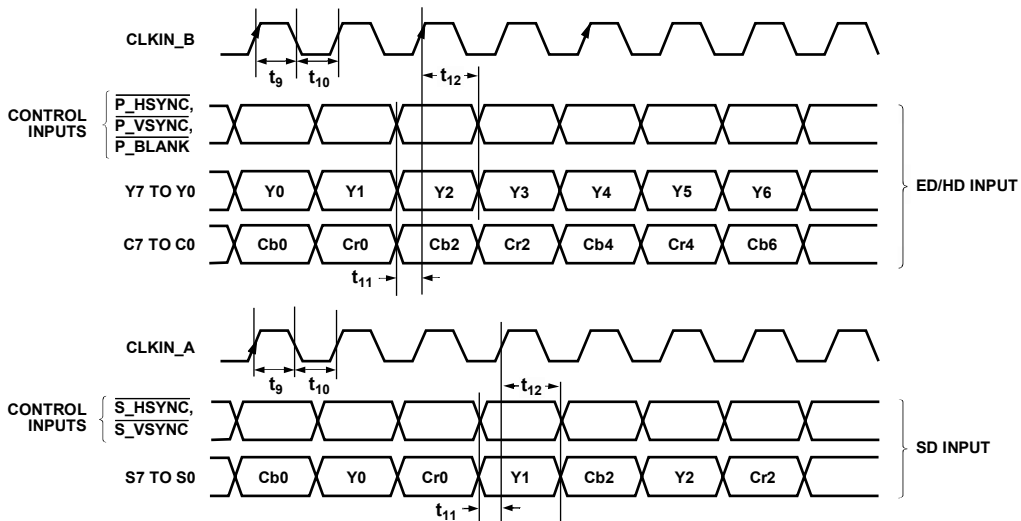 CLKIN_B
t9 t10 t12
CONTROL INPUTS
P_HSYNC,
P_VSYNC,
P_BLANK
Y7 TO Y0 Y0 Y1 Y2 Y3 Y4 Y5 Y6
ED/HD INPUT
C7 TO C0 Cb0 Cr0 Cb2 Cr2 Cb4 Cr4 Cb6
t11
CLKIN_A
t9 t10 t12
CONTROL INPUTS
S_HSYNC,
S_VSYNC
SD INPUT
S7 TO S0 Cb0 Y0 Cr0 Y1 Cb2 Y2 Cr2
t11